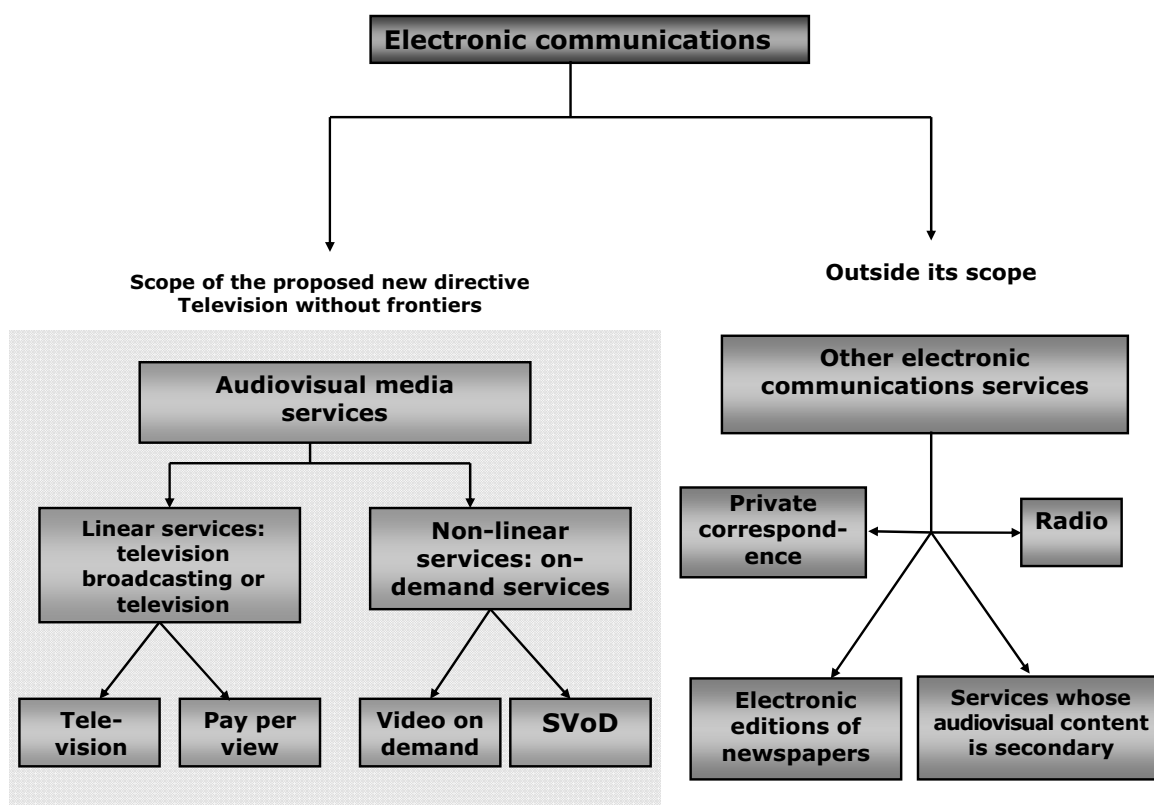 Electronic communications
Scope of the proposed new directive
Television without frontiers
Outside its scope
Audiovisual media
services
Other electronic
communications services
Linear services:
television
broadcasting or
television
Non-linear
services: on-
demand services
Private
correspond-
ence
Radio
Tele-
vision
Pay per
view
Video on
demand
SVoD
Electronic
editions of
newspapers
Services whose
audiovisual content
is secondary